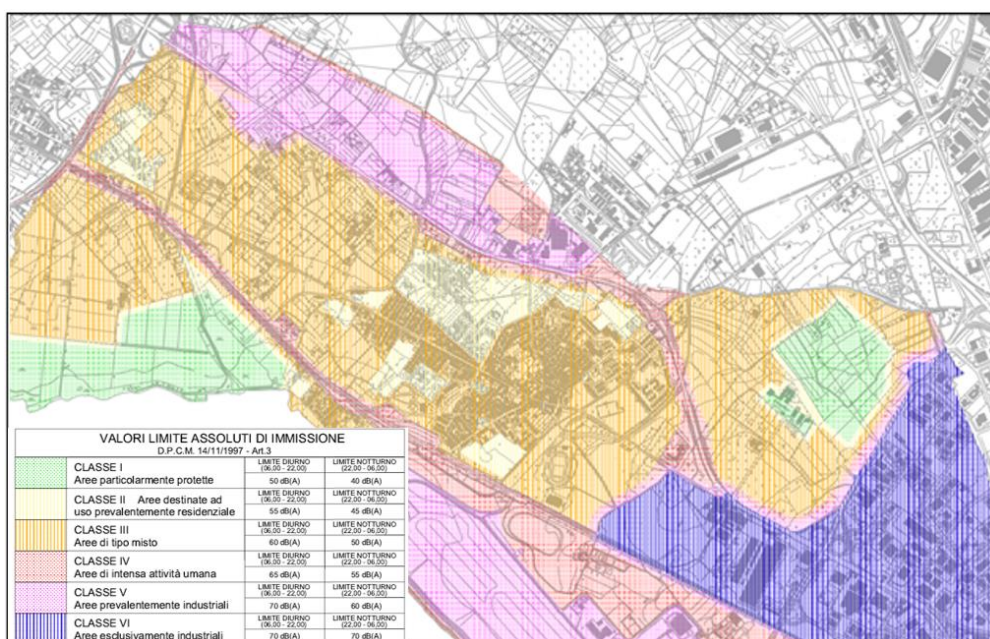 VALORI LIMITE ASSOLUTI DI IMMISSIONE
D.P.C.M. 14/11/1997 - Art.3
CLASSE I
Aree particolarmente protette
LIMITE DIURNO (06,00 - 22,00)
50 dB(A)
LIMITE NOTTURNO (22,00 - 06,00)
40 dB(A)
CLASSE II Aree destinate ad
uso prevalentemente residenziale
LIMITE DIURNO (06,00 - 22,00)
55 dB(A)
LIMITE NOTTURNO (22,00 - 06,00)
45 dB(A)
CLASSE III
Aree di tipo misto
LIMITE DIURNO (06,00 - 22,00)
60 dB(A)
LIMITE NOTTURNO (22,00 - 06,00)
50 dB(A)
CLASSE IV
Aree di intensa attività umana
LIMITE DIURNO (06,00 - 22,00)
65 dB(A)
LIMITE NOTTURNO (22,00 - 06,00)
55 dB(A)
CLASSE V
Aree prevalentemente industriali
LIMITE DIURNO (06,00 - 22,00)
70 dB(A)
LIMITE NOTTURNO (22,00 - 06,00)
60 dB(A)
CLASSE VI
Aree esclusivamente industriali
LIMITE DIURNO (06,00 - 22,00)
70 dB(A)
LIMITE NOTTURNO (22,00 - 06,00)
70 dB(A)